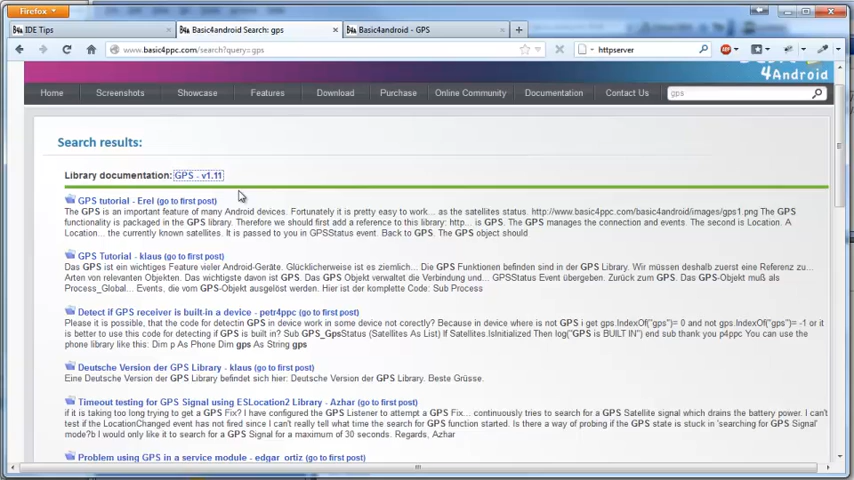 Firefox
IDE Tips
Basic4android Search: gps
Basic4android - GPS
www.basic4ppc.com/search?query=gps
httpserver
4Android
Home Screenshots Showcase Features Download Purchase Online Community Documentation Contact Us gps
Search results:
Library documentation: GPS - v1.11
GPS tutorial - Erel (go to first post)
The GPS is an important feature of many Android devices. Fortunately it is pretty easy to work... as the satellites status. http://www.basic4ppc.com/basic4android/images/gps1.png The GPS
functionality is packaged in the GPS library. Therefore we should first add a reference to this library: http... is GPS. GPS manages the connection and events. The second is Location. A
Location... the currently known satellites. It is passed to you in GPSStatus event. Back to GPS. The GPS object should
GPS Tutorial - klaus (go to first post)
Das GPS ist ein wichtiges Feature vieler Android-Geräte. Glücklicherweise ist es ziemlich... Die GPS Funktionen befinden sind in der GPS Library. Wir müssen deshalb zuerst eine Referenz zu...
Arten von relevanten Objekten. Das wichtigste davon ist GPS. Das GPS-Objekt verwaltet die Verbindung und... GPSStatus Event übergeben. Zurück zum GPS. Das GPS-Objekt muß als
Process_Global... Events, die vom GPS-Objekt ausgelöst werden. Hier ist der komplette Code: Sub Process
Detect if GPS receiver is built-in a device - petr4ppc (go to first post)
Please it is possible, that the code for detectin GPS in device work in some device not corectly? Because in device where is not GPS i get gps.IndexOf("gps")= 0 and not gps.IndexOf("gps")= -1 or it
is better to use this code for detecting if GPS is built in? Sub GPS_GpsStatus (Satellites As List) If Satellites.IsInitialized Then log("GPS is BUILT IN") end sub thank you p4ppc You can use the
phone library like this: Dim p As Phone Dim gps As String gps
Deutsche Version der GPS Library - klaus (go to first post)
Eine Deutsche Version der GPS Library befindet sich hier: Deutsche Version der GPS Library. Beste Grüsse.
Timeout testing for GPS Signal using ESLocation2 Library - Azhar (go to first post)
if it is taking too long trying to get a GPS Fix? I have configured the GPS Listener to attempt a GPS Fix... continuously tries to search for a GPS Satellite signal which drains the battery power. I can't
test if the LocationChanged event has not fired since I can't really tell what time the GPS search function started. Is there a way of probing if the GPS state is stuck in 'searching for GPS Signal'
mode?b I would only like to search for a GPS Signal for a maximum of 30 seconds. Regards, Azhar
Problem using GPS in a service module - edgar_ortiz (go to first post)